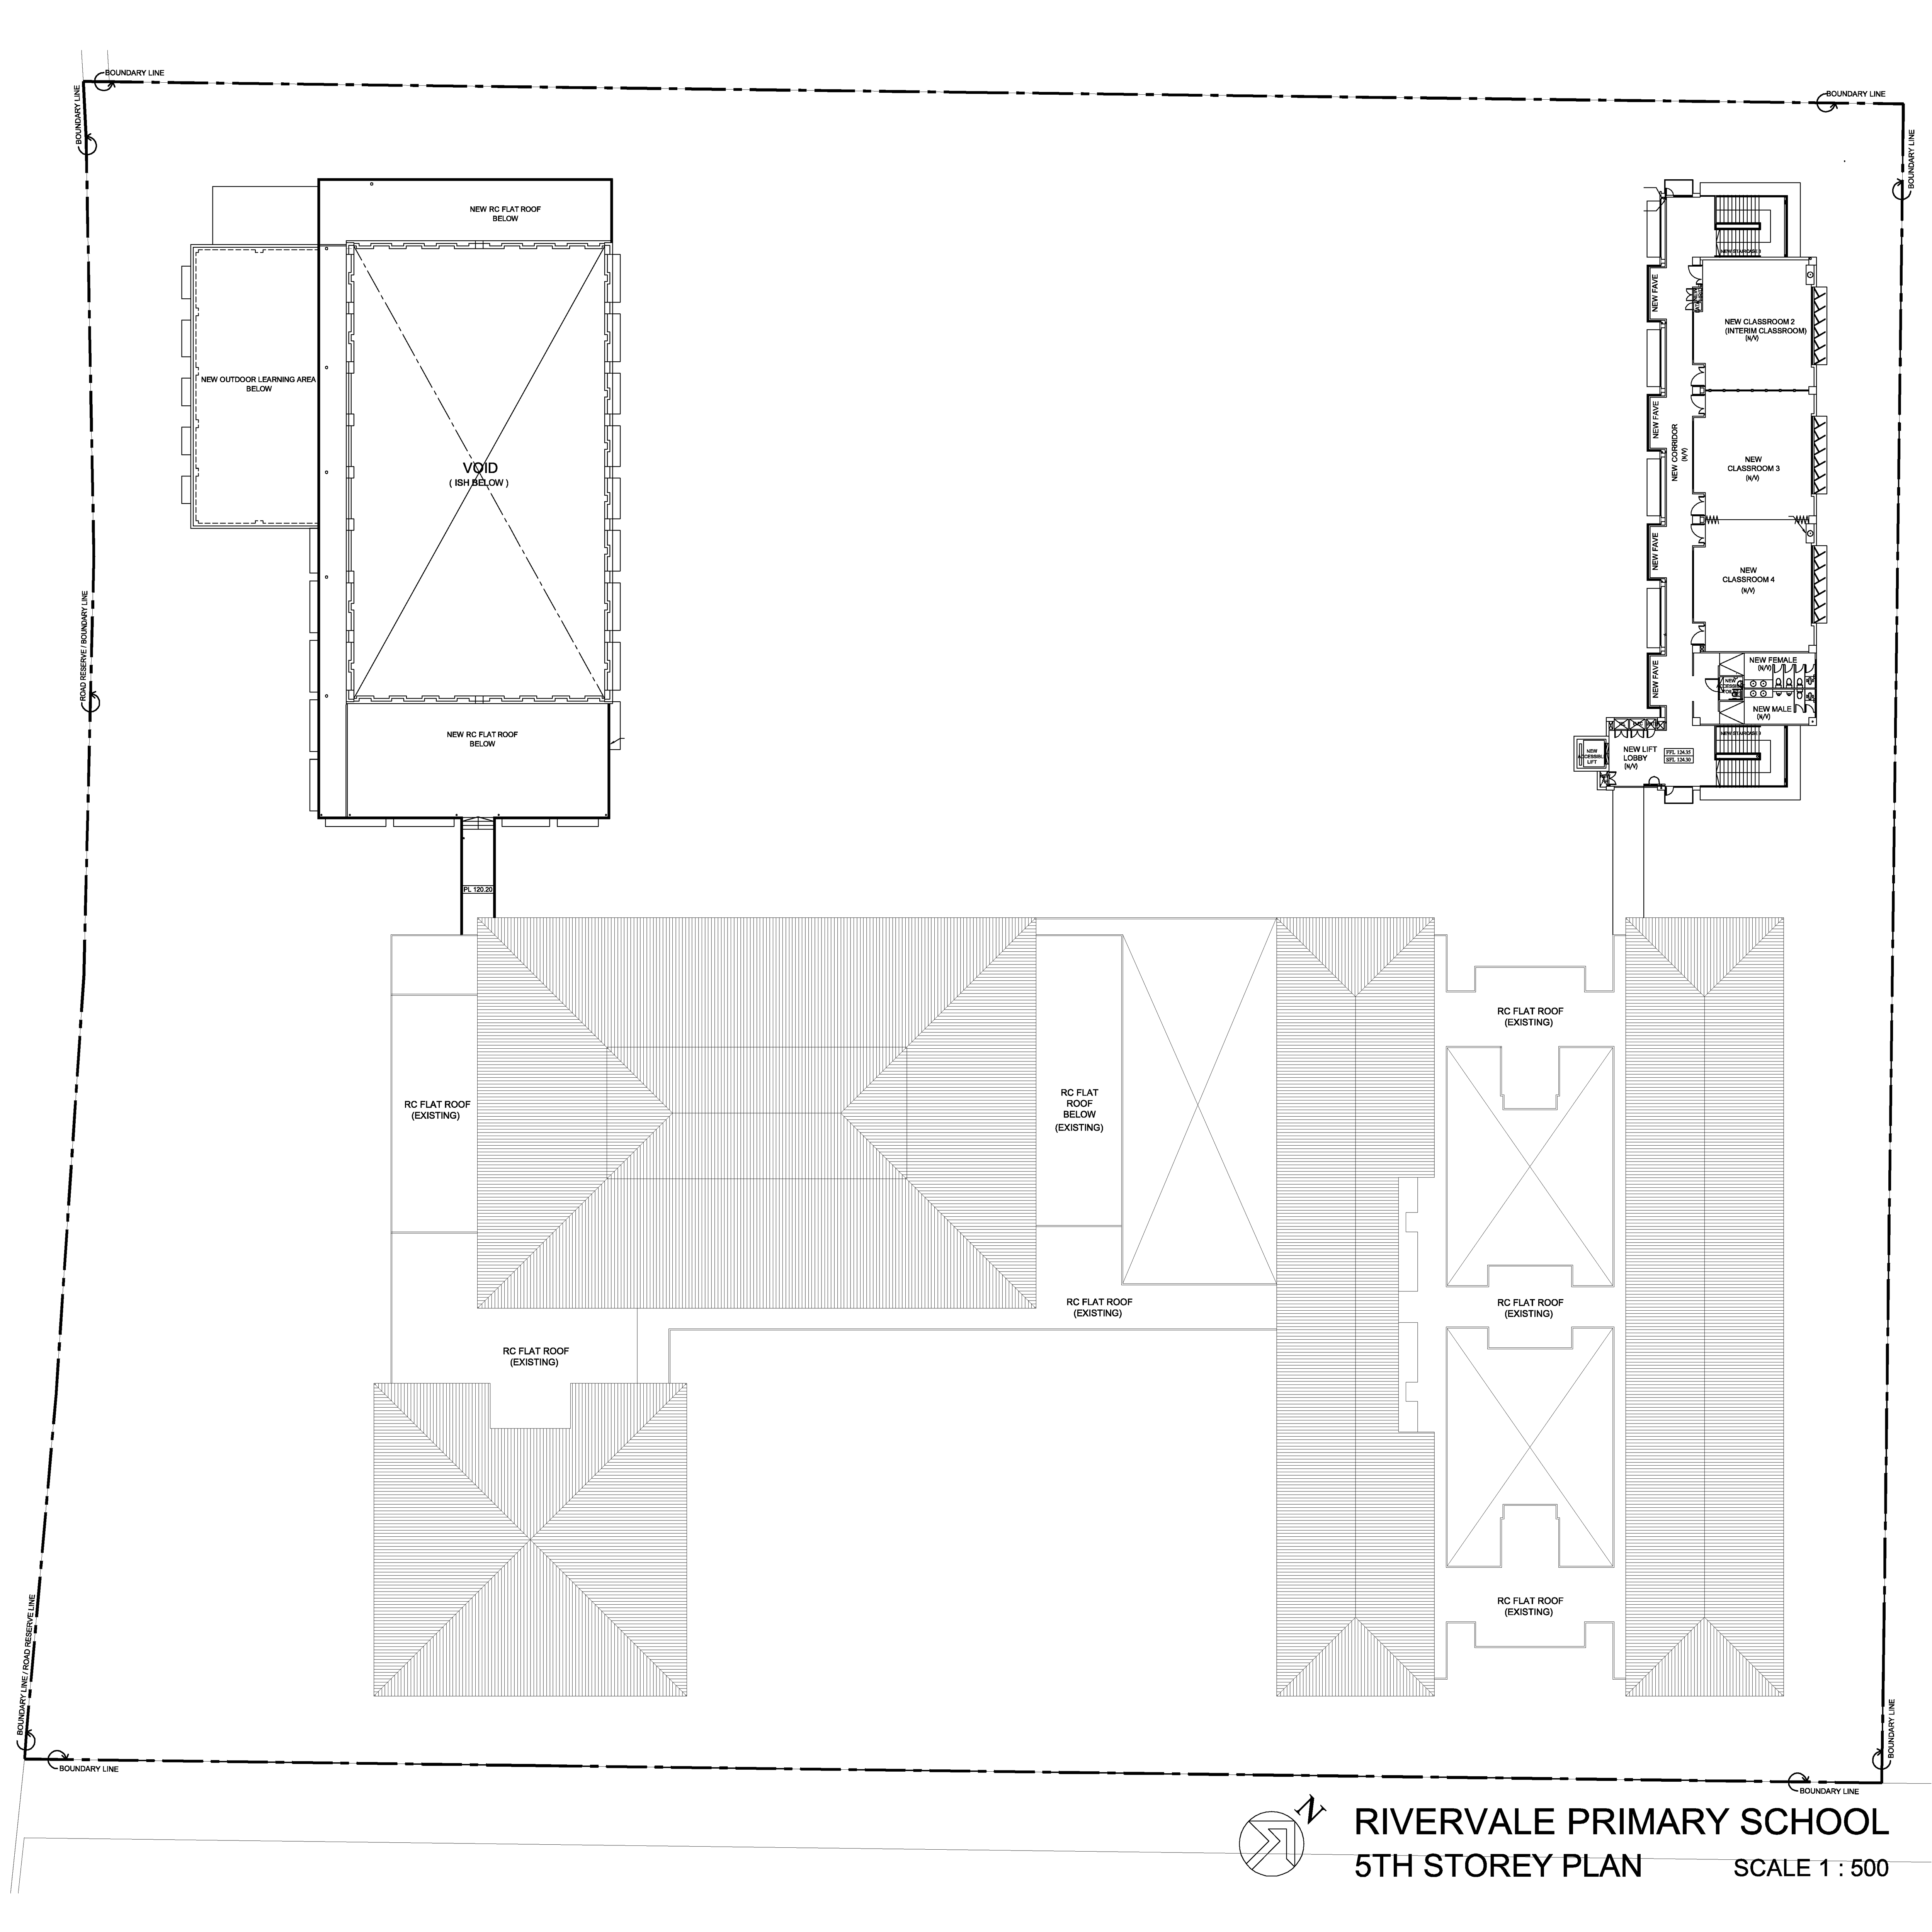 BOUNDARY LINE
BOUNDARY LINE
BOUNDARY LINE
BOUNDARY LINE
NEW RC FLAT ROOF
BELOW
NEW STAIRCASE
NEW FAVE
NEW CLASSROOM 2
(INTERIM CLASSROOM)
(N/V)
NEW OUTDOOR LEARNING AREA
BELOW
NEW FAVE
NEW CORRIDOR
(N/V)
VOID
( ISH BELOW )
NEW
CLASSROOM 3
(N/V)
NEW FAVE
NEW
CLASSROOM 4
(N/V)
ROAD RESERVE / BOUNDARY LINE
NEW FAVE
NEW FEMALE
(N/V)
NEW MALE
(N/V)
NEW RC FLAT ROOF
BELOW
NEW
ACCESSIBLE
LIFT
NEW LIFT
LOBBY
(N/V)
FFL 124.35
SFL 124.30
PL 120.20
RC FLAT ROOF
(EXISTING)
RC FLAT ROOF
(EXISTING)
RC FLAT
ROOF
BELOW
(EXISTING)
RC FLAT ROOF
(EXISTING)
RC FLAT ROOF
(EXISTING)
RC FLAT ROOF
(EXISTING)
RC FLAT ROOF
(EXISTING)
BOUNDARY LINE / ROAD RESERVE LINE
BOUNDARY LINE
BOUNDARY LINE
BOUNDARY LINE
N
RIVERVALE PRIMARY SCHOOL
5TH STOREY PLAN
SCALE 1 : 500